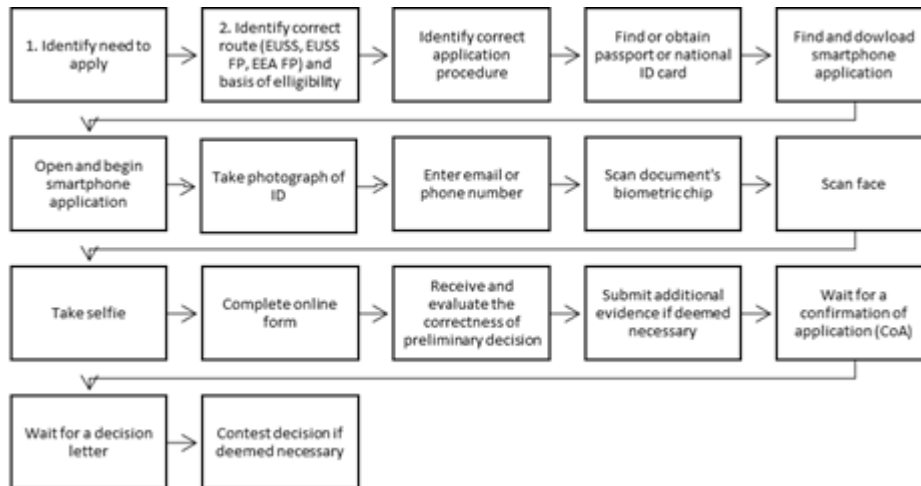 1. Identify need to
apply
2. Identify correct
route (EUSS, EUSS
FP, EEA FP) and
basis of elligibility
Identify correct
application
procedure
Find or obtain
passport or national
ID card
Find and dowload
smartphone
application
Open and begin
smartphone
application
Take photograph of
ID
Enter email or
phone number
Scan document's
biometric chip
Scan face
Take selfie
Complete online
form
Receive and
evaluate the
correctness of
preliminary decision
Submit additional
evidence if deemed
necessary
Wait for a
confirmation of
application (CoA)
Wait for a decision
letter
Contest decision if
deemed necessary